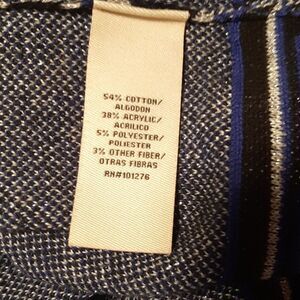 54% COTTON/
ALGODON
38% ACRYLIC/
ACRILICO
5% POLYESTER/
POLIESTER
3% OTHER FIBER/
OTRAS FIBRAS
RN#101276